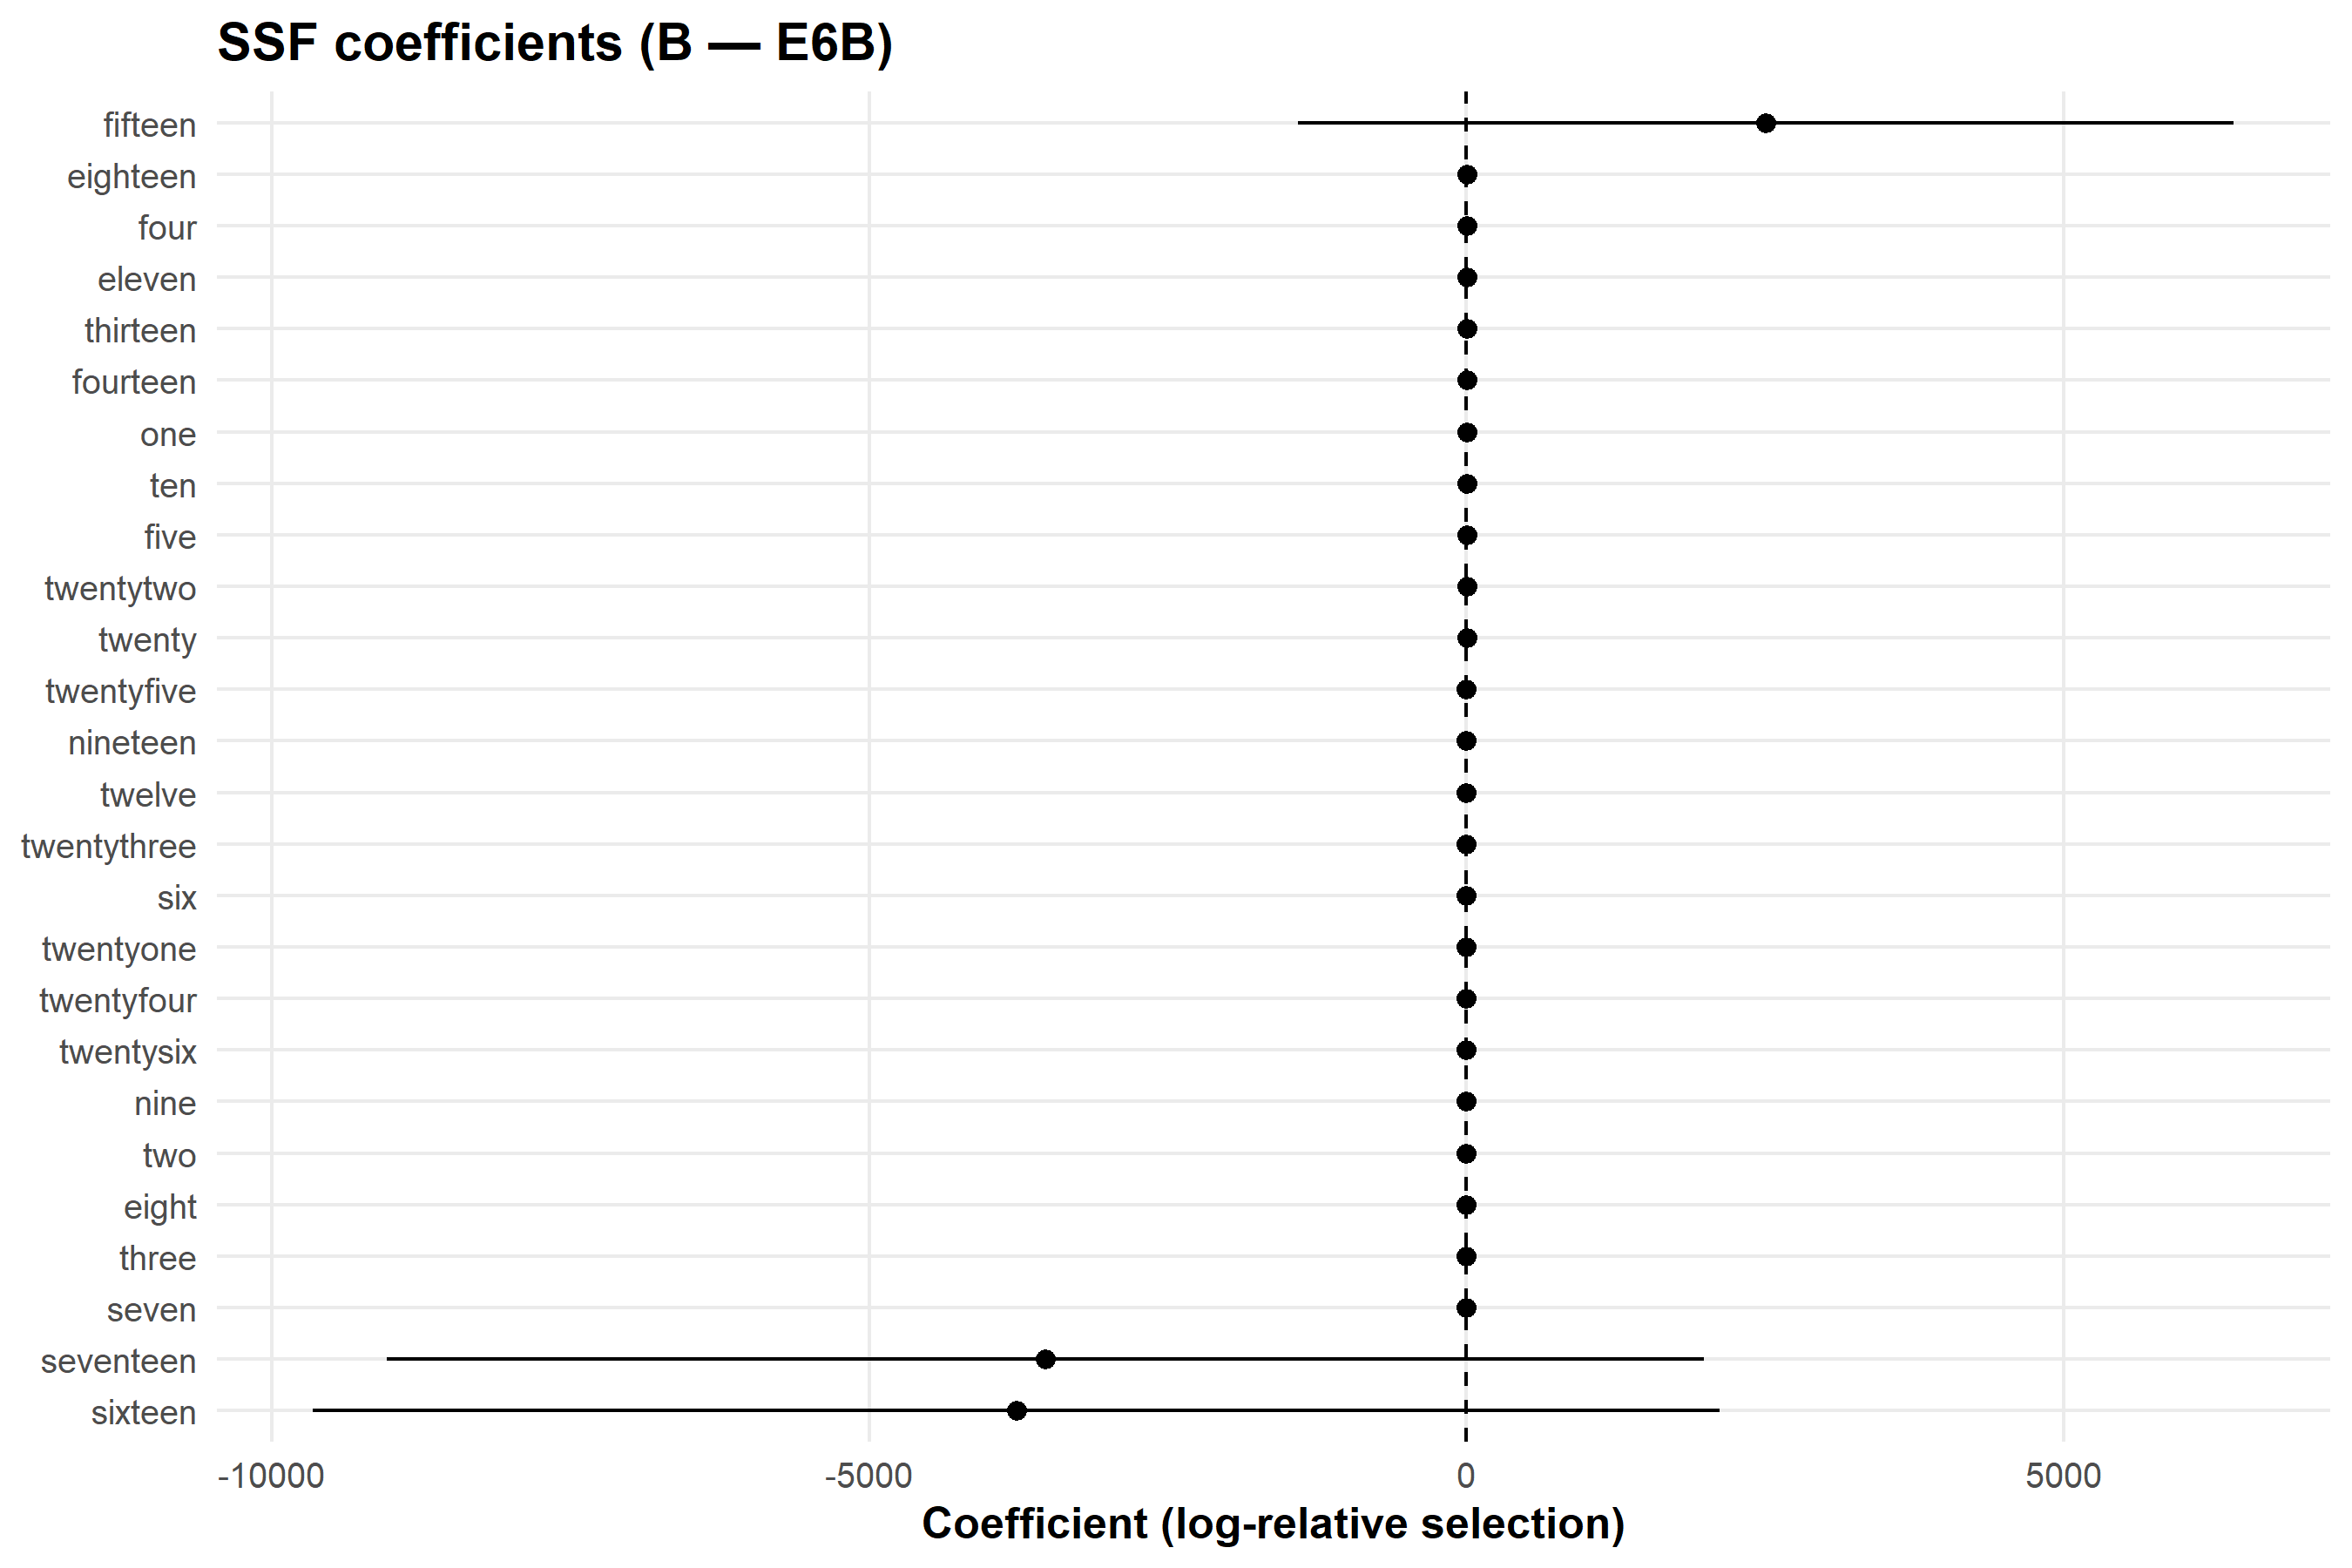 SSF coefficients (B — E6B)
fifteen
eighteen
four
eleven
thirteen
fourteen
one
ten
five
twentytwo
twenty
twentyfive
nineteen
twelve
twentythree
six
twentyone
twentyfour
twentysix
nine
two
eight
three
seven
seventeen
sixteen
-10000 -5000 0 5000
Coefficient (log-relative selection)